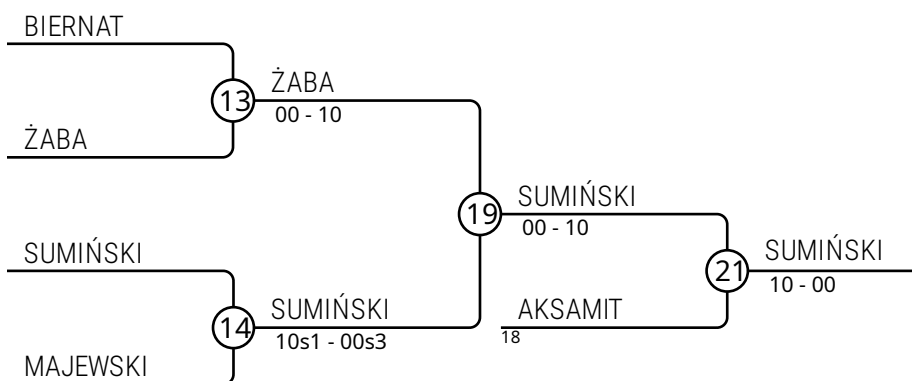 BIERNAT
13
ŻABA
00 - 10
ŻABA
19
SUMIŃSKI
00 - 10
SUMIŃSKI
21
SUMIŃSKI
10 - 00
14
SUMIŃSKI
10s1 - 00s3
AKSAMIT
18
MAJEWSKI